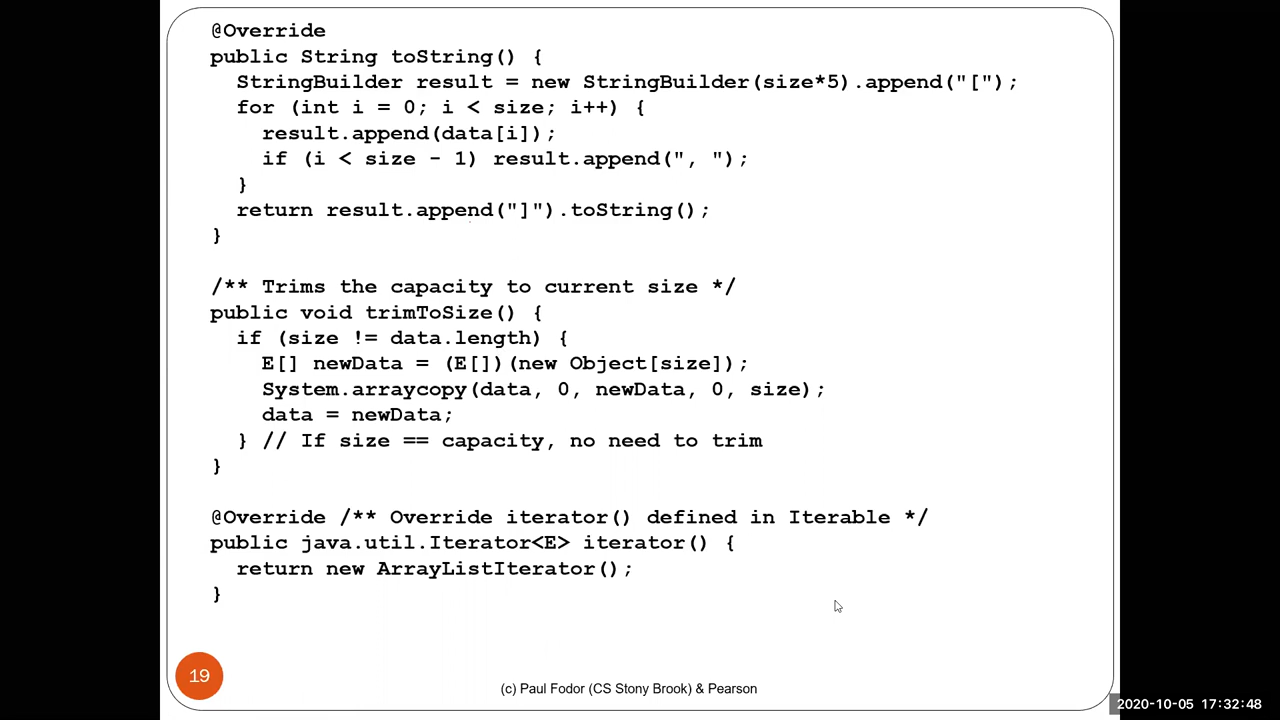 @Override
public String toString() {
  StringBuilder result = new StringBuilder(size*5).append("[");
  for (int i = 0; i < size; i++) {
    result.append(data[i]);
    if (i < size - 1) result.append(", ");
  }
  return result.append("]").toString();
}

/** Trims the capacity to current size */
public void trimToSize() {
  if (size != data.length) {
    E[] newData = (E[])(new Object[size]);
    System.arraycopy(data, 0, newData, 0, size);
    data = newData;
  } // If size == capacity, no need to trim
}

@Override /** Override iterator() defined in Iterable */
public java.util.Iterator<E> iterator() {
  return new ArrayListIterator();
}
19
(c) Paul Fodor (CS Stony Brook) & Pearson
2020-10-05 17:32:48